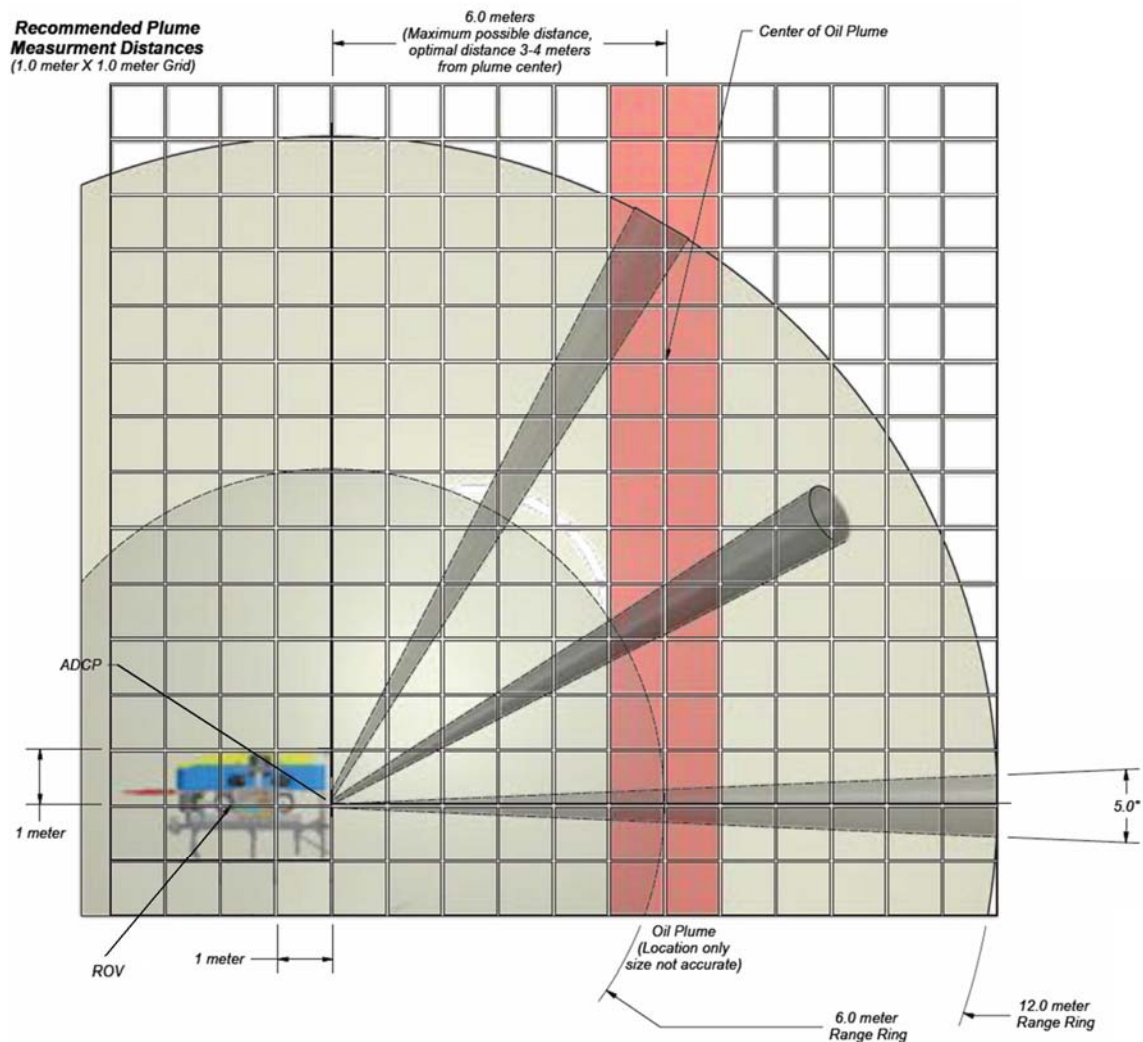 Recommended Plume
Measurment Distances
(1.0 meter X 1.0 meter Grid)
6.0 meters
(Maximum possible distance,
optimal distance 3-4 meters
from plume center)
Center of Oil Plume
ADCP
1 meter
5.0°
ROV
1 meter
Oil Plume
(Location only
size not accurate)
6.0 meter
Range Ring
12.0 meter
Range Ring